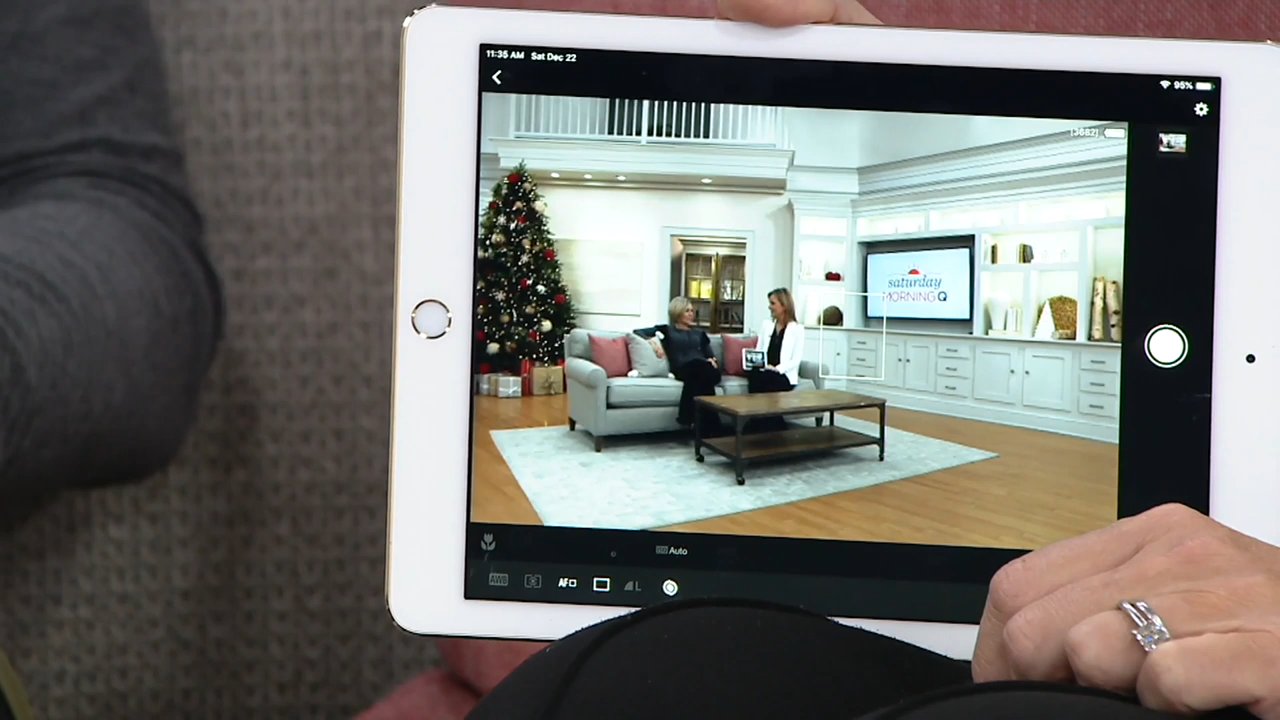 11:35 AM Sat Dec 22
95%
[3682]
saturday
MORNING Q
Auto
AWB
AF
L